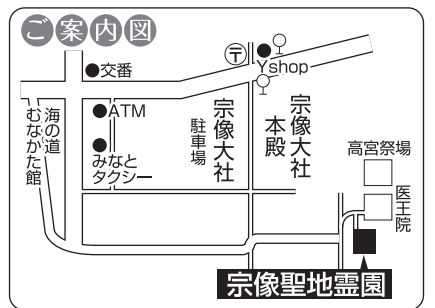 ご案内図
交番
〒
Yshop
ATM
みなと
タクシー
海の道
むなかた館
宗像大社
駐車場
宗像大社
本殿
高宮祭場
医王院
宗像聖地霊園